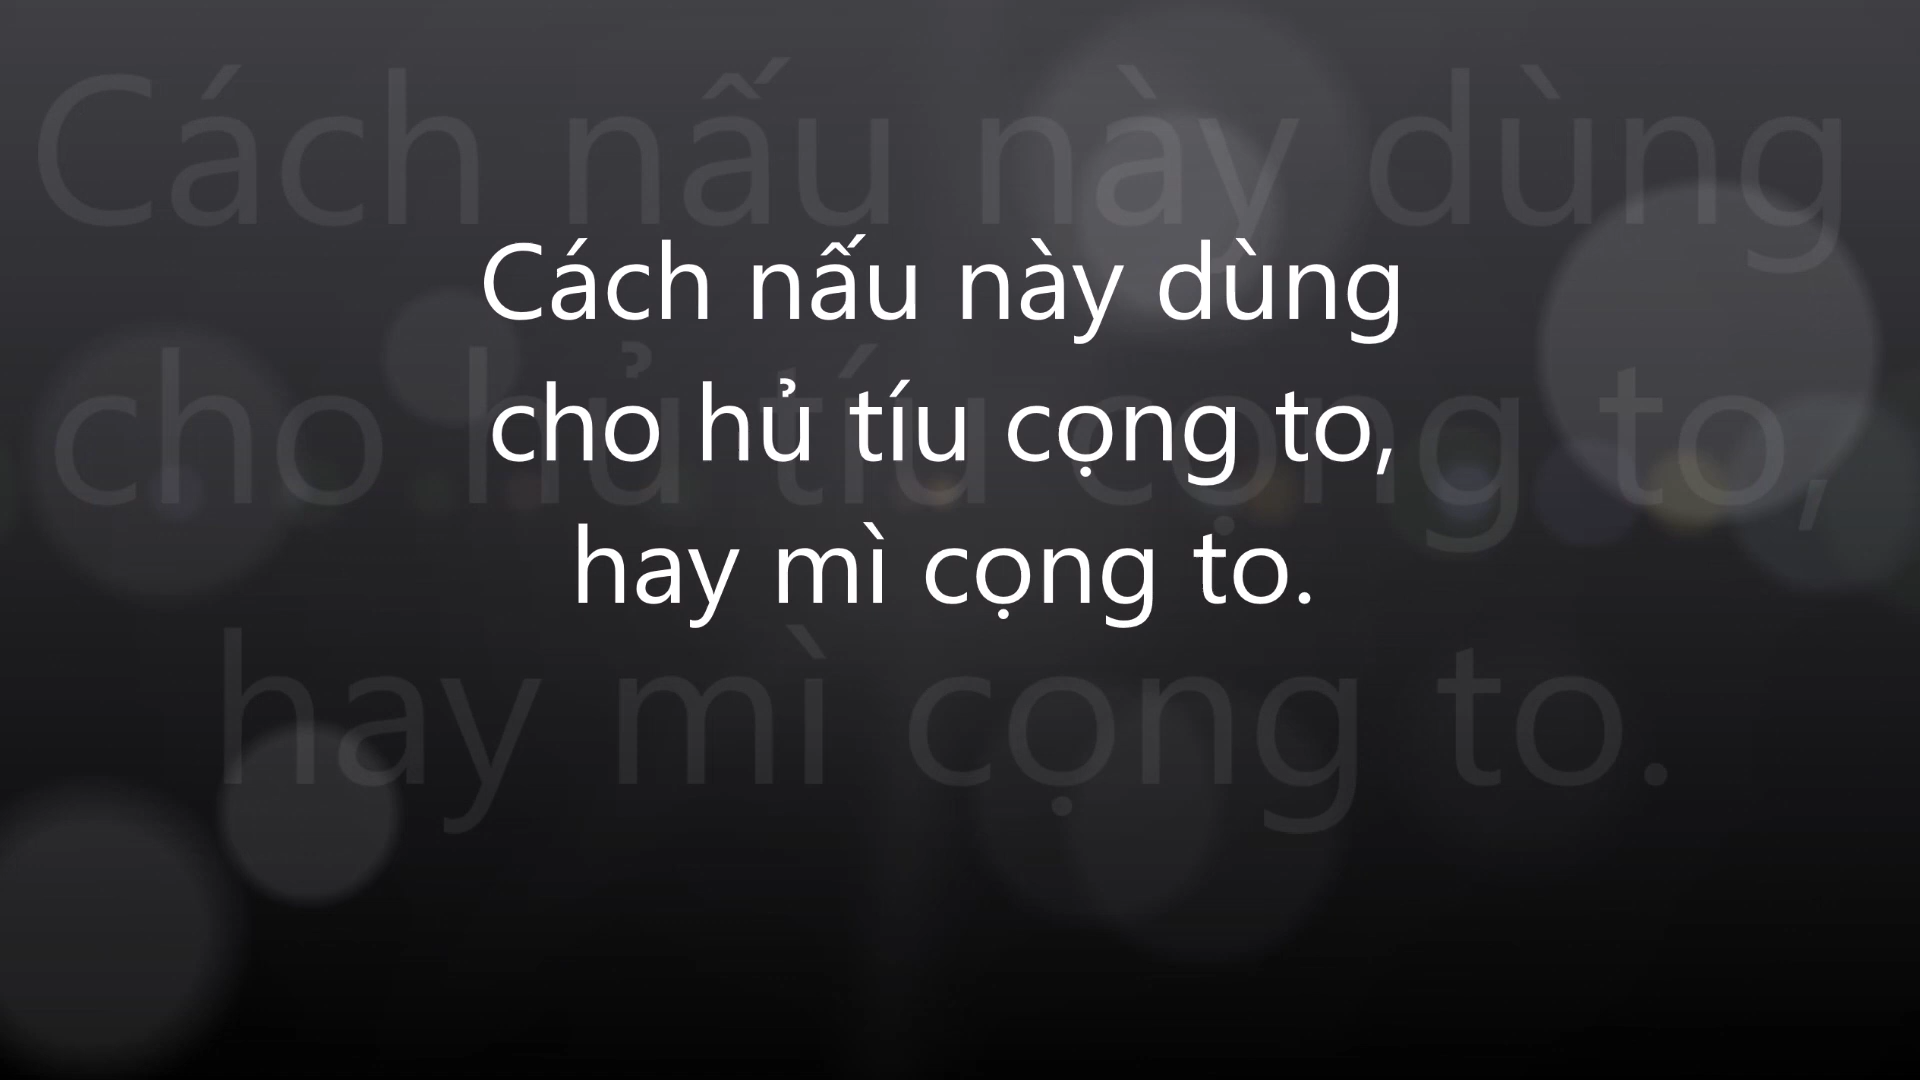 Cách nấu này dùng
cho hủ tíu cọng to,
hay mì cọng to.